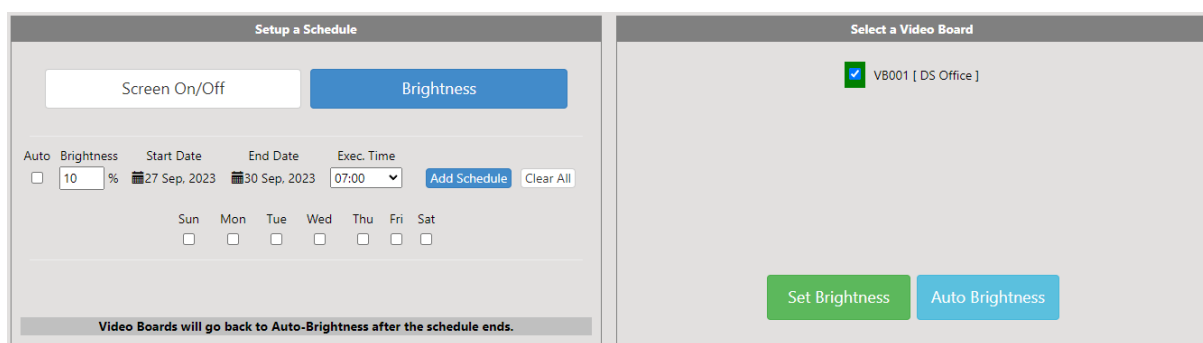 Setup a Schedule
Screen On/Off Brightness
Auto Brightness Start Date End Date Exec. Time
10 % 27 Sep, 2023 30 Sep, 2023 07:00 Add Schedule Clear All
Sun Mon Tue Wed Thu Fri Sat
Video Boards will go back to Auto-Brightness after the schedule ends.
Select a Video Board
VB001 [ DS Office ]
Set Brightness Auto Brightness